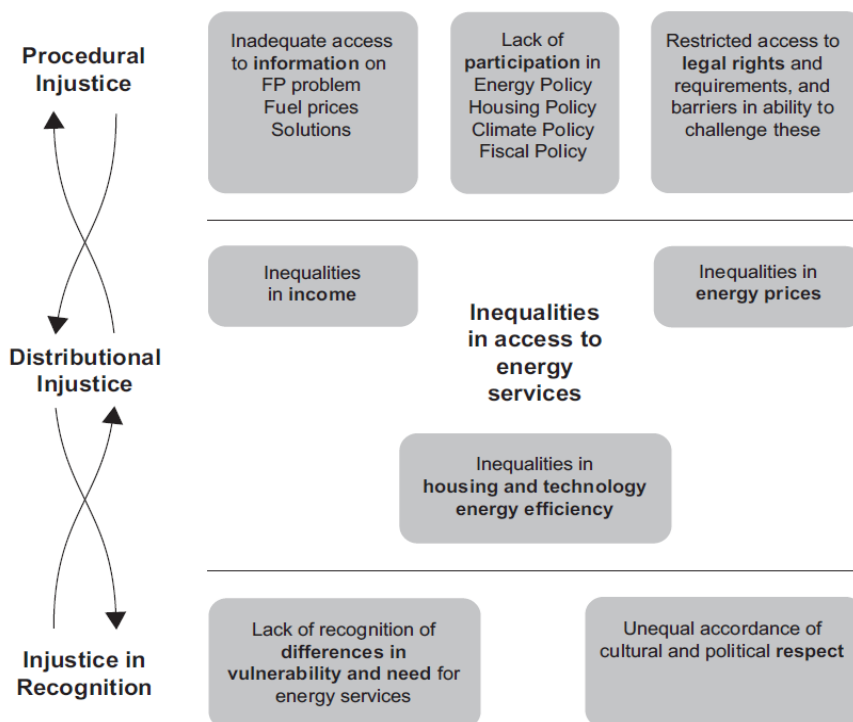 Procedural
Injustice
Inadequate access
to information on
FP problem
Fuel prices
Solutions
Lack of
participation in
Energy Policy
Housing Policy
Climate Policy
Fiscal Policy
Restricted access to
legal rights and
requirements, and
barriers in ability to
challenge these
Distributional
Injustice
Inequalities
in income
Inequalities
in access to
energy
services
Inequalities in
energy prices
Inequalities in
housing and technology
energy efficiency
Injustice in
Recognition
Lack of recognition of
differences in
vulnerability and need for
energy services
Unequal accordance of
cultural and political respect